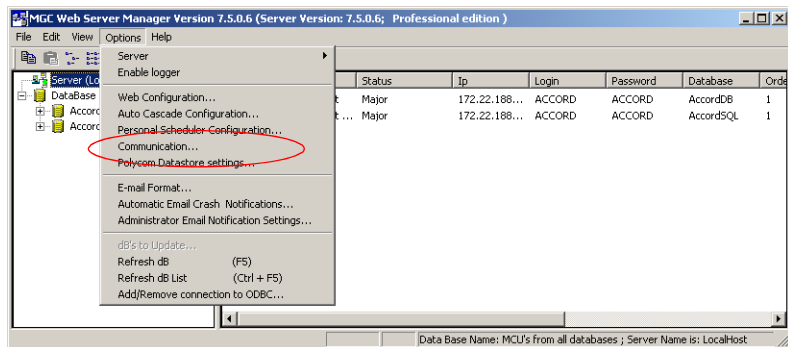 MGC Web Server Manager Version 7.5.0.6 (Server Version: 7.5.0.6; Professional edition )
File Edit View Options Help
Server
Enable logger
Web Configuration...
Auto Cascade Configuration...
Personal Scheduler Configuration...
Communication...
Polycom Datastore settings...
E-mail Format...
Automatic Email Crash Notifications...
Administrator Email Notification Settings...
dB's to Update...
Refresh dB (F5)
Refresh dB List (Ctrl + F5)
Add/Remove connection to ODBC...
Server (Lo
DataBase
Accord
Accord
Status Ip Login Password Database Orde
t Major 172.22.188... ACCORD ACCORD AccordDB 1
t ... Major 172.22.188... ACCORD ACCORD AccordSQL 1
Data Base Name: MCU's from all databases ; Server Name is: LocalHost